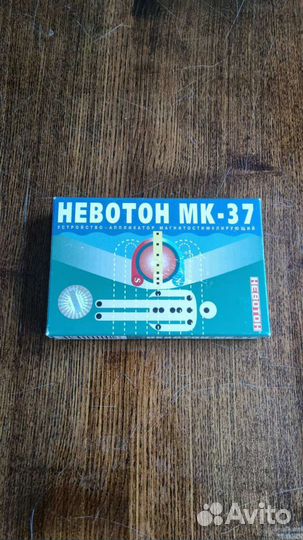 НЕВОТОН МК-37
УСТРОЙСТВО-АППЛИКАТОР МАГНИТОСТИМУЛИРУЮЩИЙ
S
НЕВОТОН
Avito